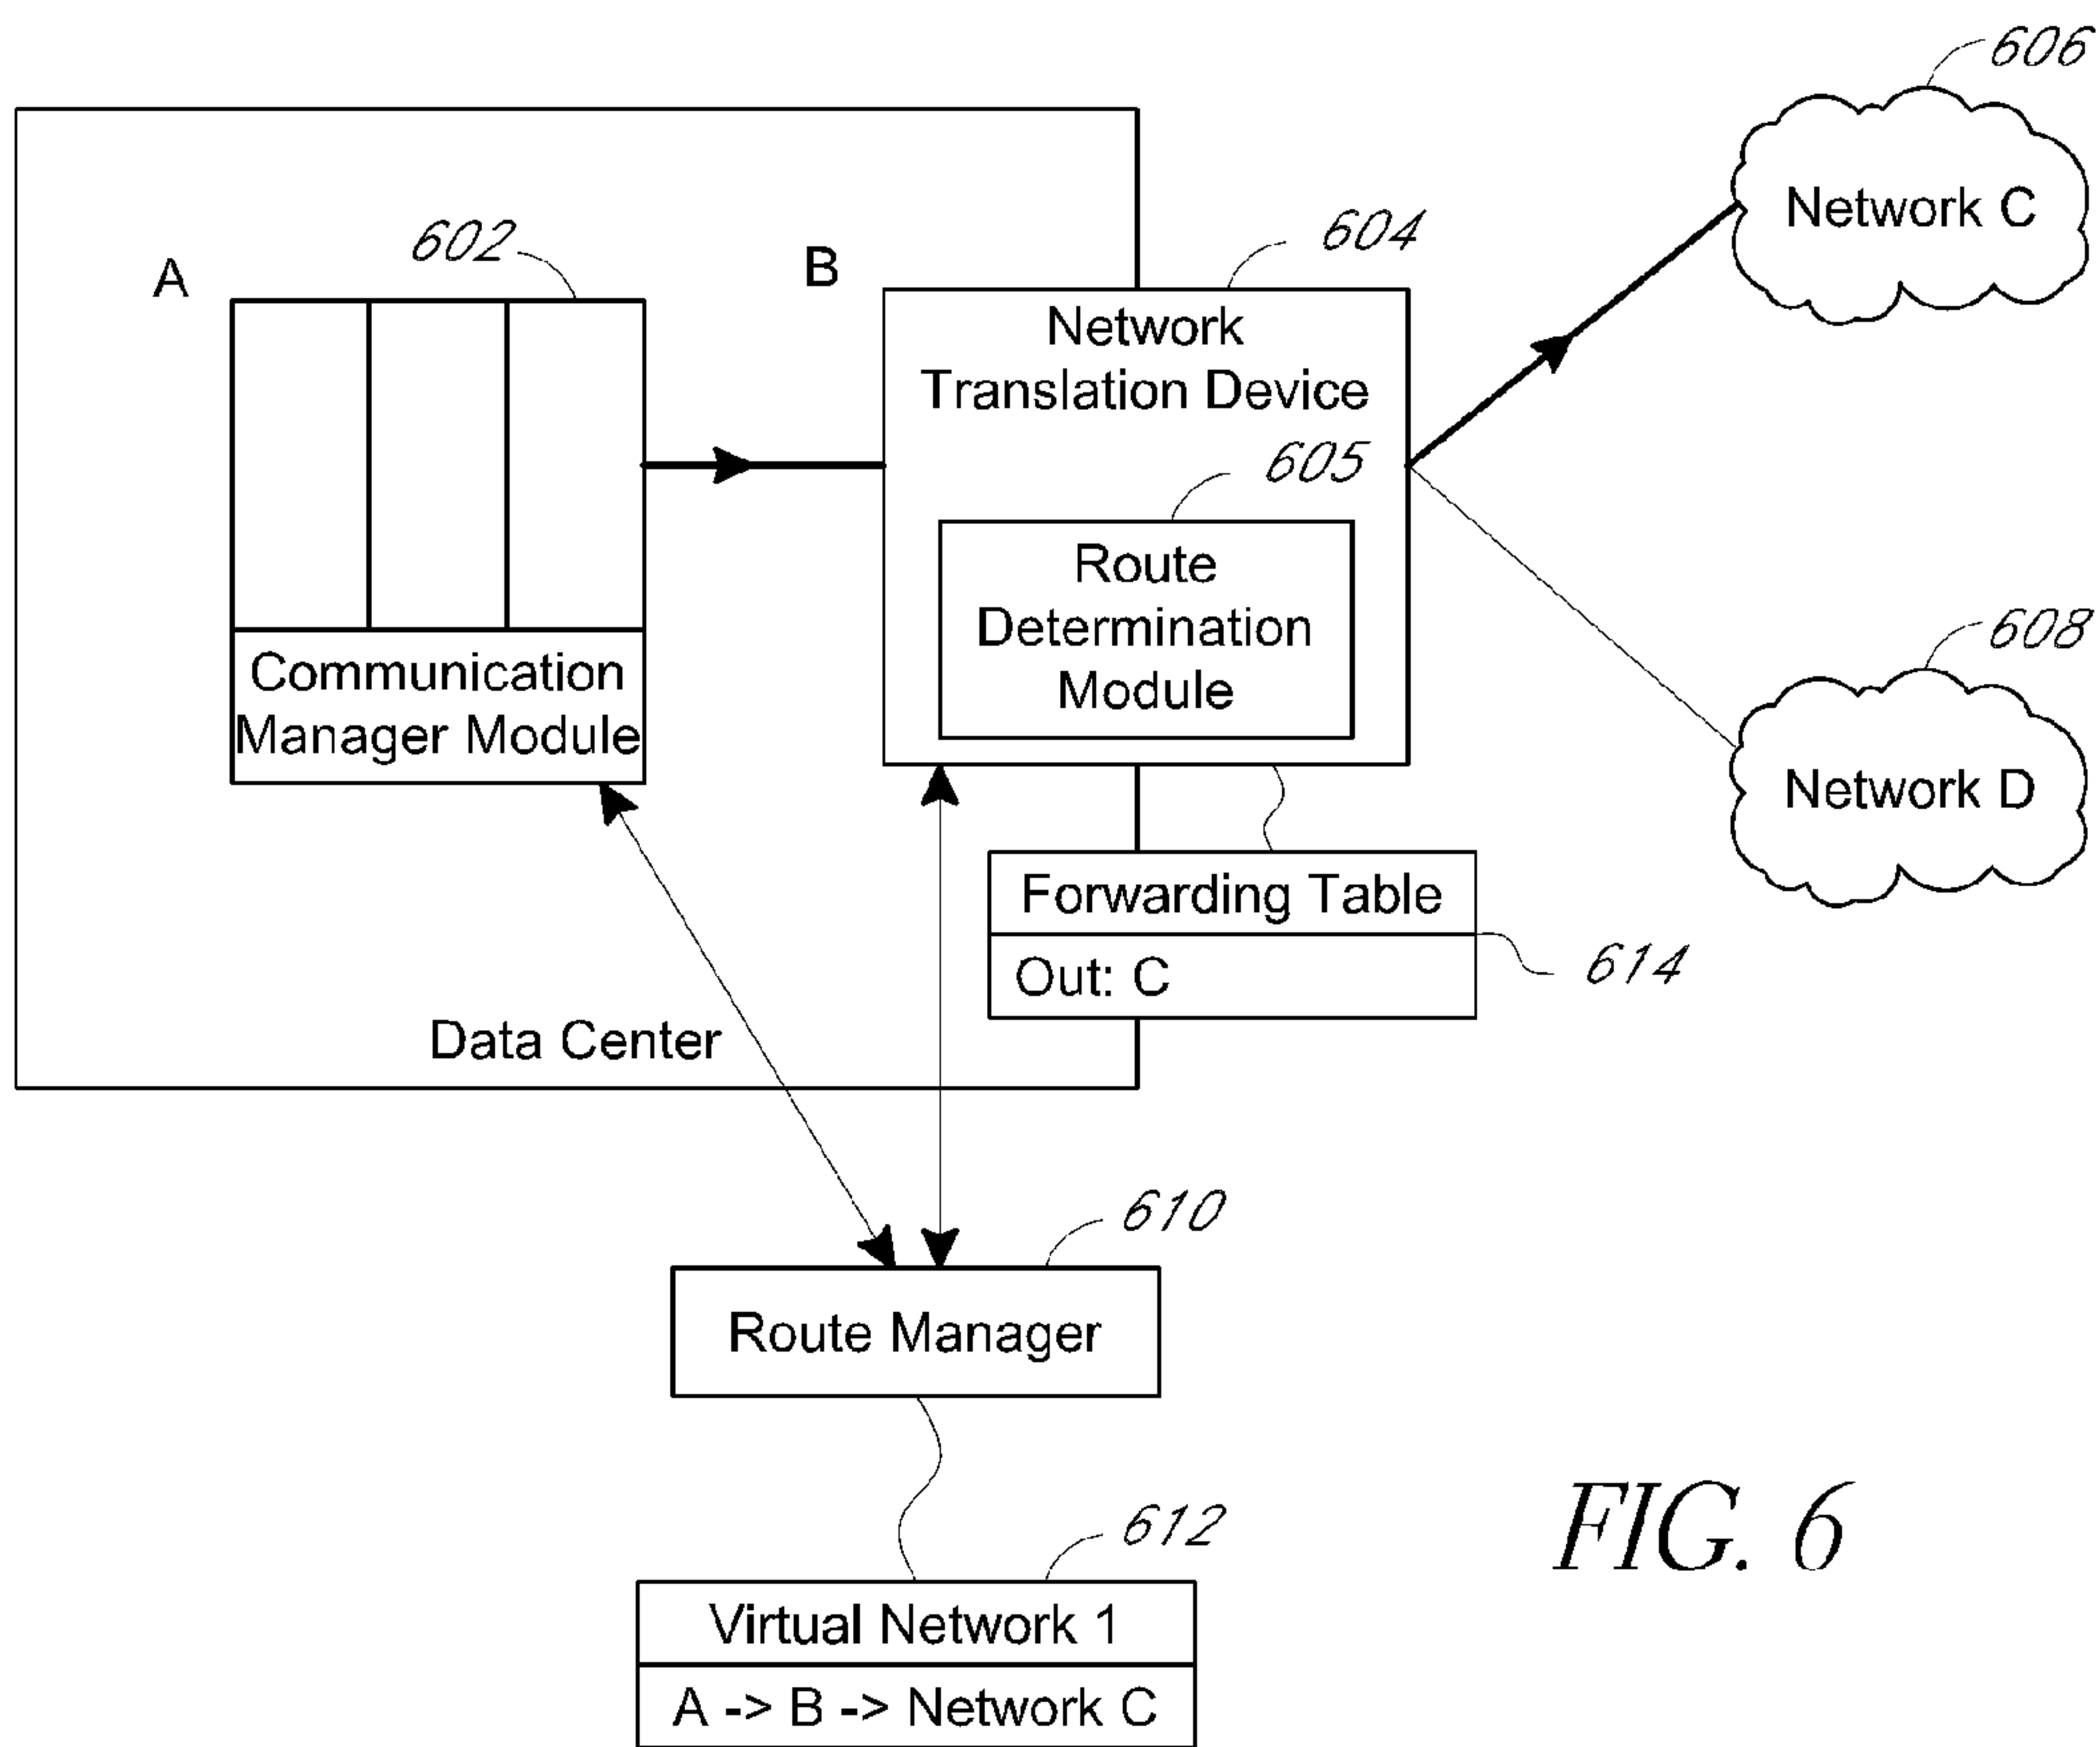 606
Network C
602
604
A
B
Network
Translation Device
605
Route
Determination
Module
Communication
Manager Module
608
Network D
Forwarding Table
Out: C
614
Data Center
610
Route Manager
612
Virtual Network 1
A -> B -> Network C
FIG. 6